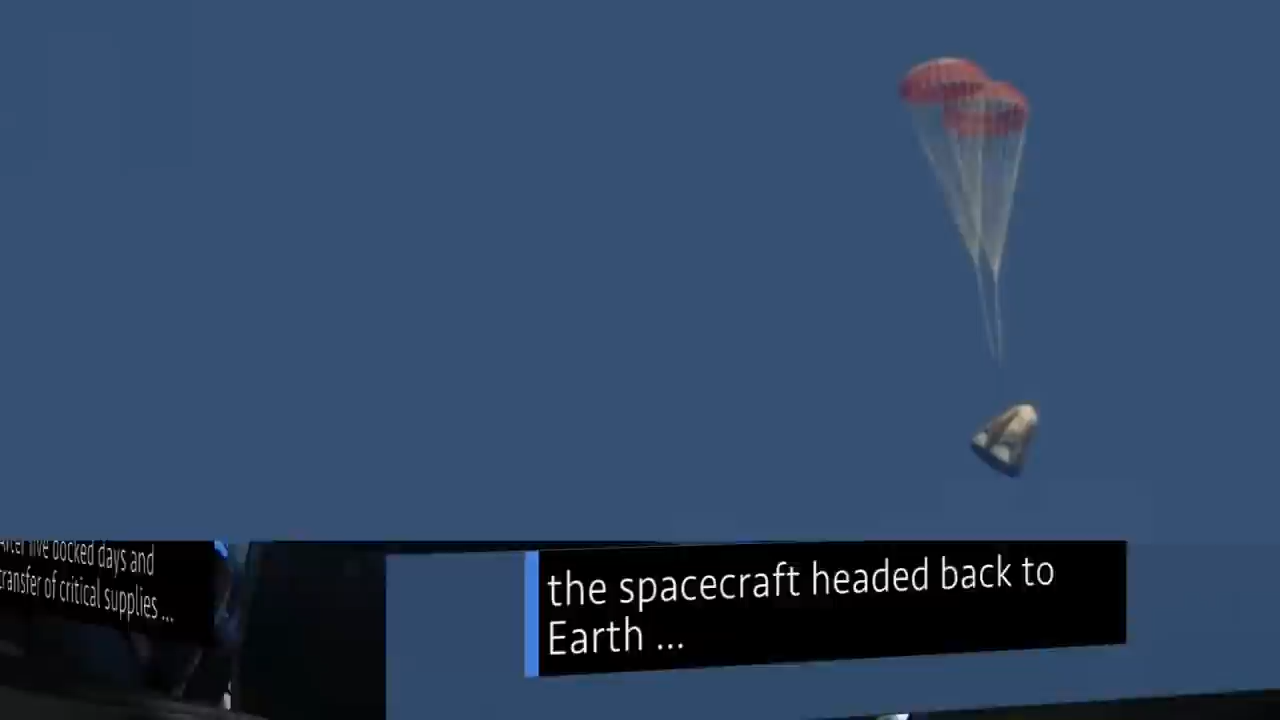 After five docked days and
transfer of critical supplies ...
the spacecraft headed back to
Earth ...